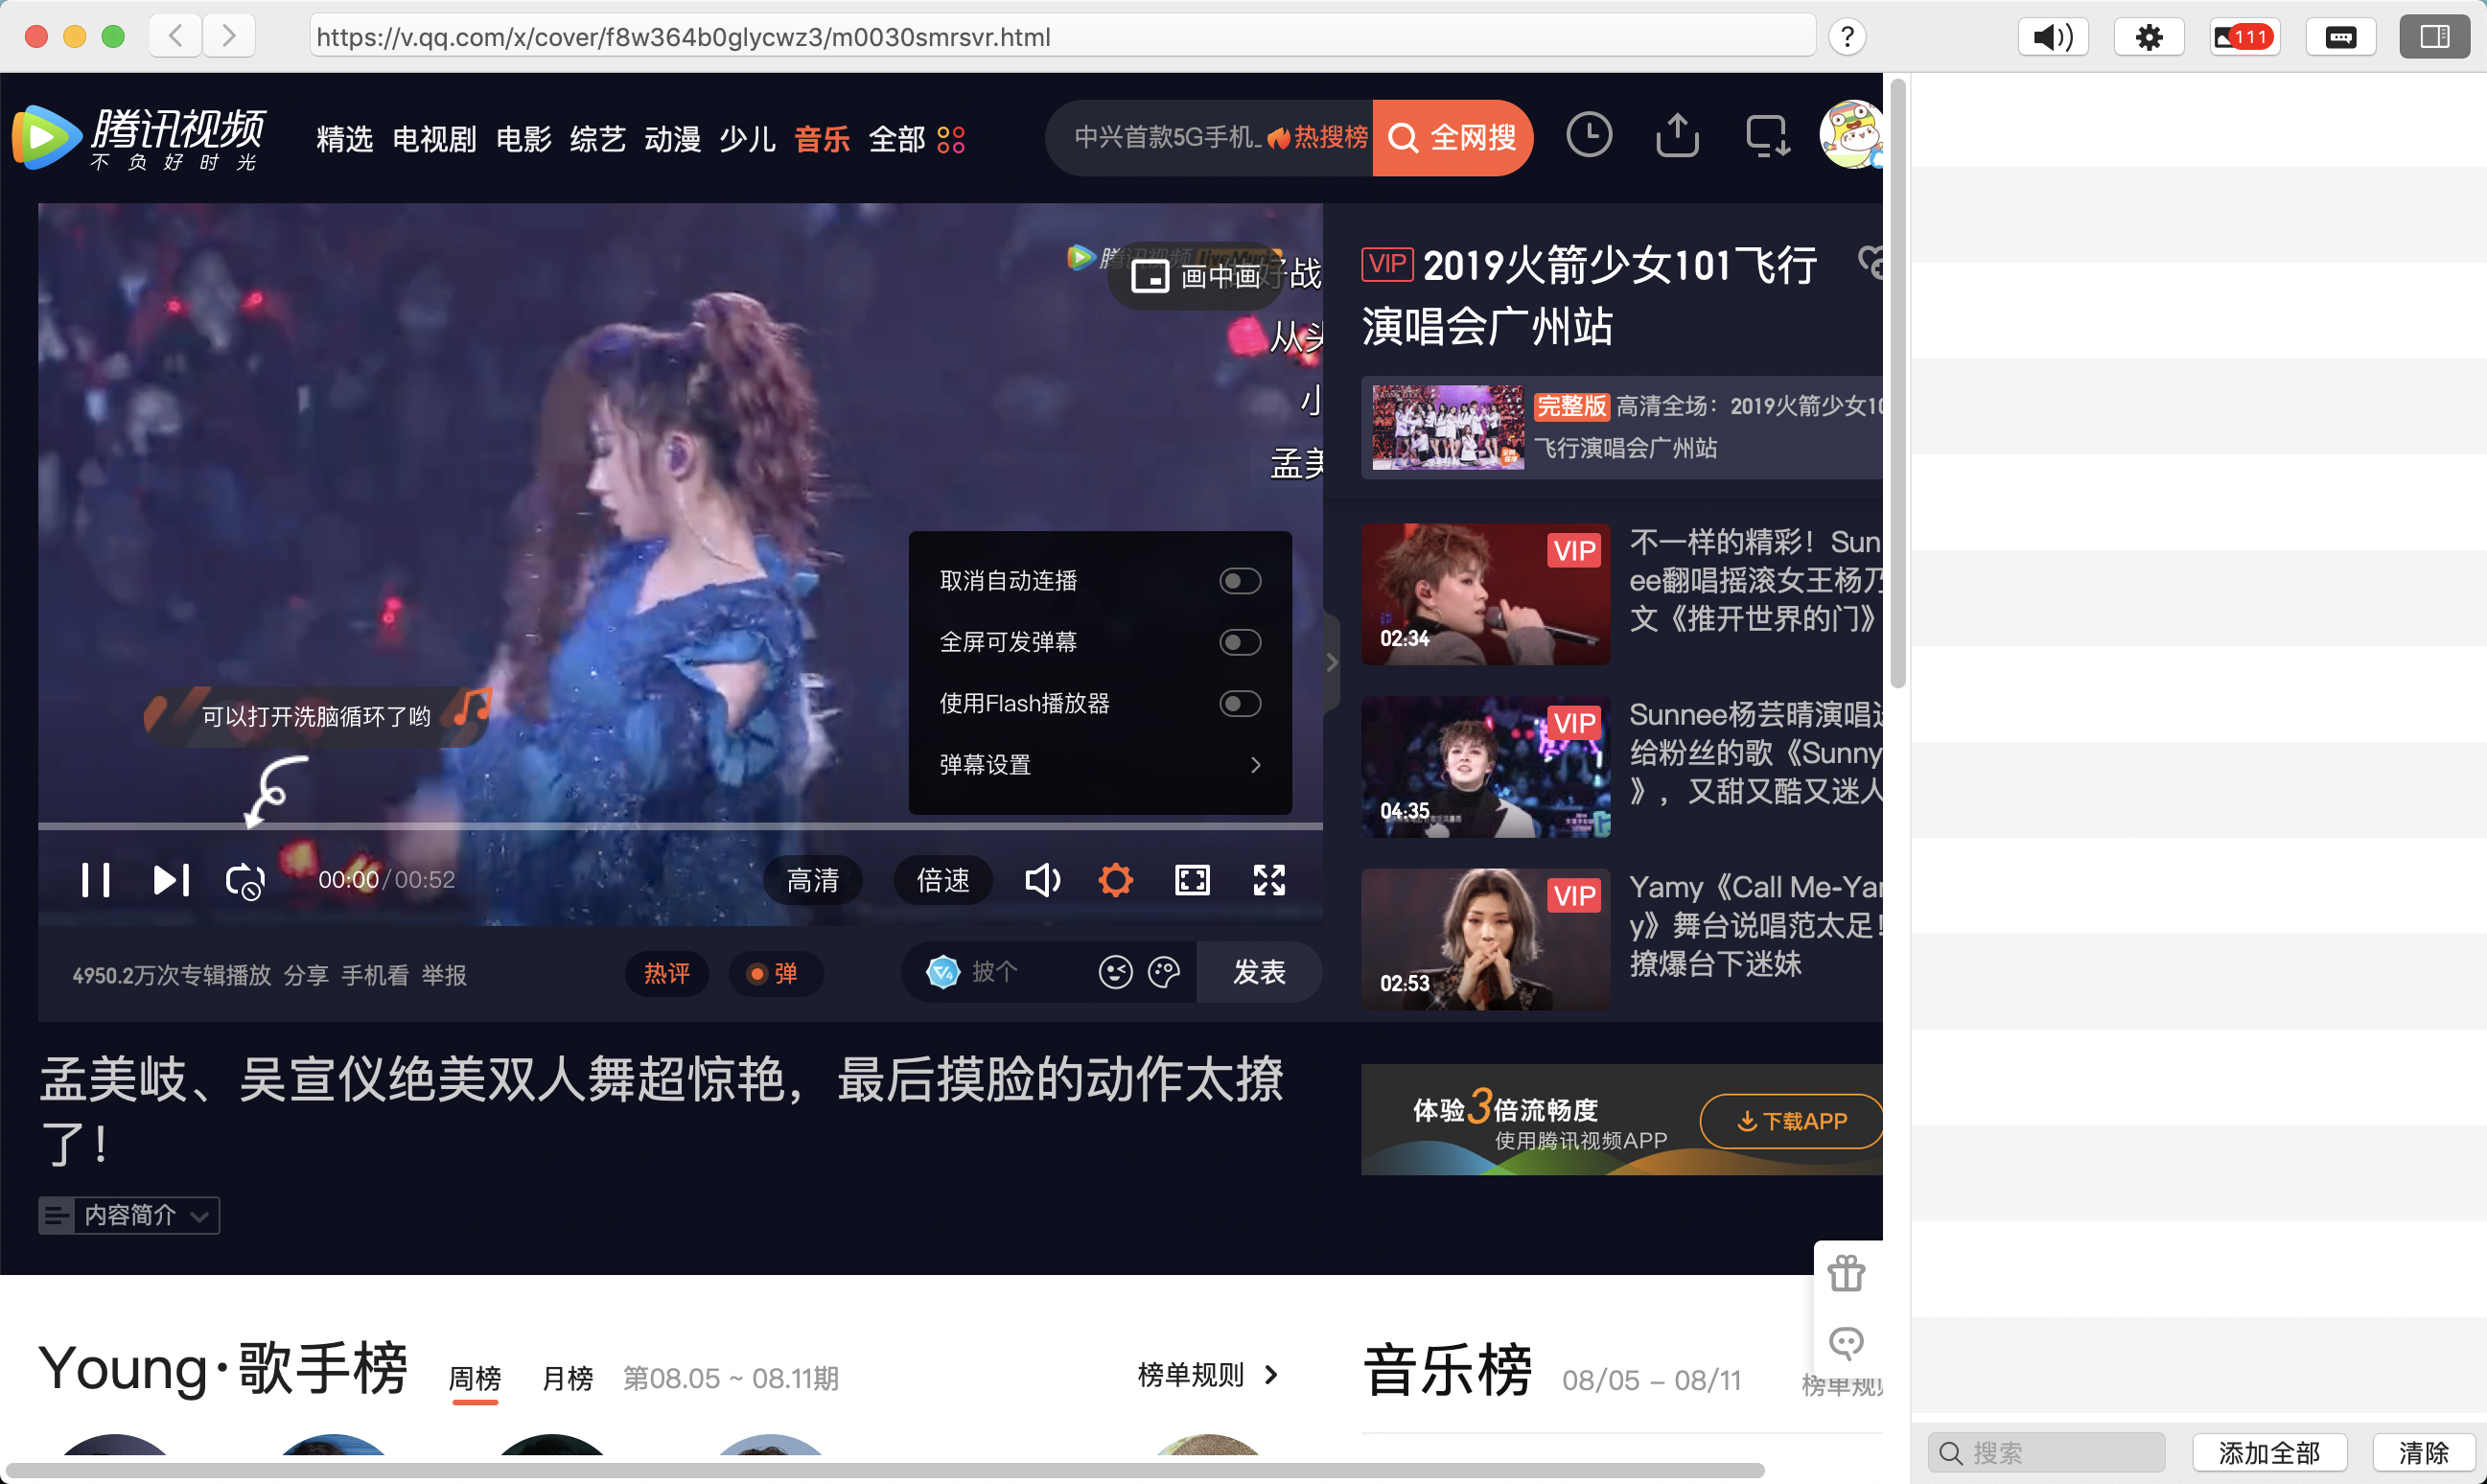 https://v.qq.com/x/cover/f8w364b0glycwz3/m0030smrsvr.html
?
111
腾讯视频
不负好时光
精选 电视剧 电影 综艺 动漫 少儿 音乐 全部
中兴首款5G手机_ 热搜榜 全网搜
腾讯视频
画中画
好战
从头
小
孟美
取消自动连播
全屏可发弹幕
使用Flash播放器
弹幕设置
可以打开洗脑循环了哟
00:00/00:52
高清 倍速
4950.2万次专辑播放 分享 手机看 举报
热评 弹
披个 发表
VIP 2019火箭少女101飞行
演唱会广州站
完整版 高清全场：2019火箭少女10
飞行演唱会广州站
VIP
02:34
不一样的精彩！Sun
ee翻唱摇滚女王杨乃
文《推开世界的门》
VIP
04:35
Sunnee杨芸晴演唱送
给粉丝的歌《Sunny
》，又甜又酷又迷人
VIP
02:53
Yamy《Call Me-Yam
y》舞台说唱范太足！
撩爆台下迷妹
孟美岐、吴宣仪绝美双人舞超惊艳，最后摸脸的动作太撩
了！
体验3倍流畅度
使用腾讯视频APP
下载APP
内容简介
Young·歌手榜 周榜 月榜 第08.05 ~ 08.11期 榜单规则
音乐榜 08/05 – 08/11 榜单规则
搜索 添加全部 清除